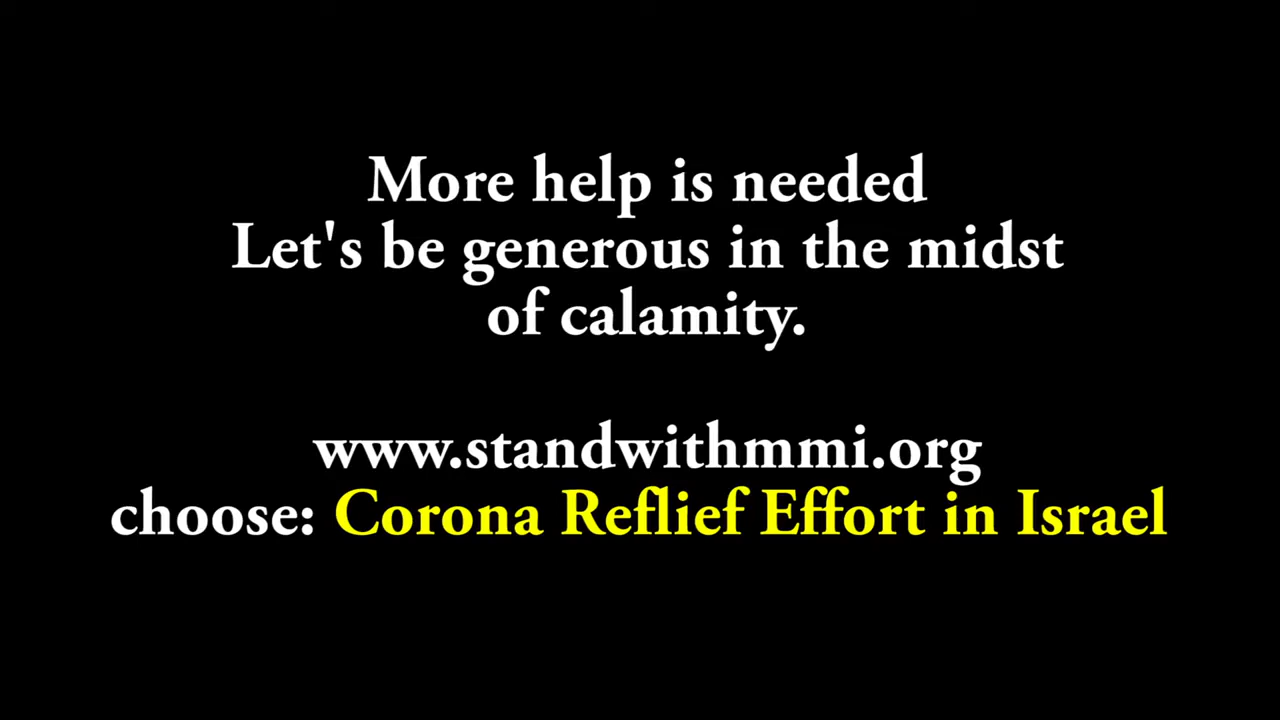 More help is needed
Let's be generous in the midst
of calamity.
www.standwithmmi.org
choose: Corona Reflief Effort in Israel